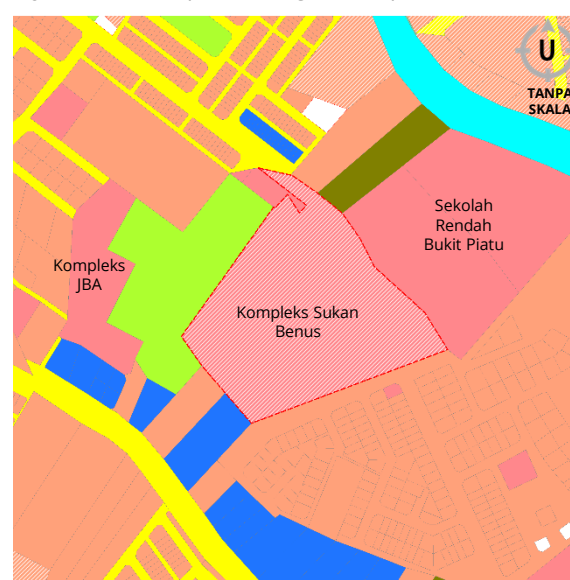 U
TANPA
SKALA
Sekolah
Rendah
Bukit Piatu
Kompleks
JBA
Kompleks Sukan
Benus